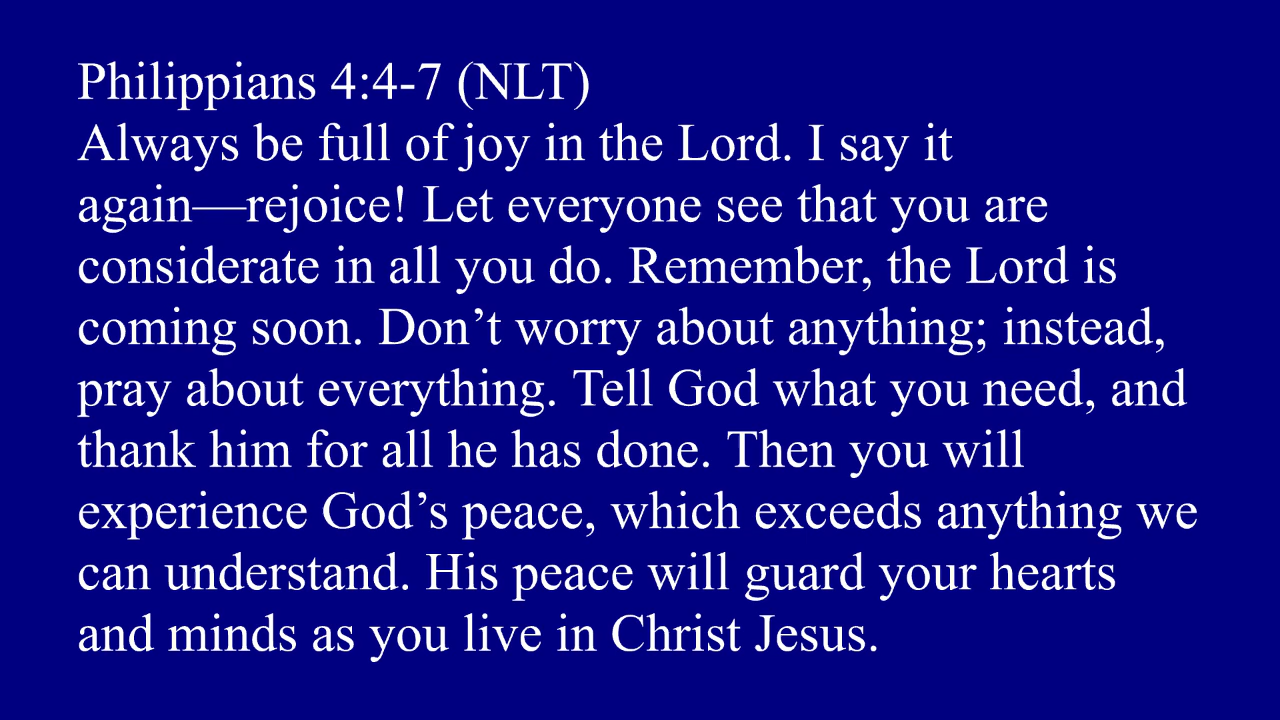 Philippians 4:4-7 (NLT)
Always be full of joy in the Lord. I say it
again—rejoice! Let everyone see that you are
considerate in all you do. Remember, the Lord is
coming soon. Don’t worry about anything; instead,
pray about everything. Tell God what you need, and
thank him for all he has done. Then you will
experience God’s peace, which exceeds anything we
can understand. His peace will guard your hearts
and minds as you live in Christ Jesus.